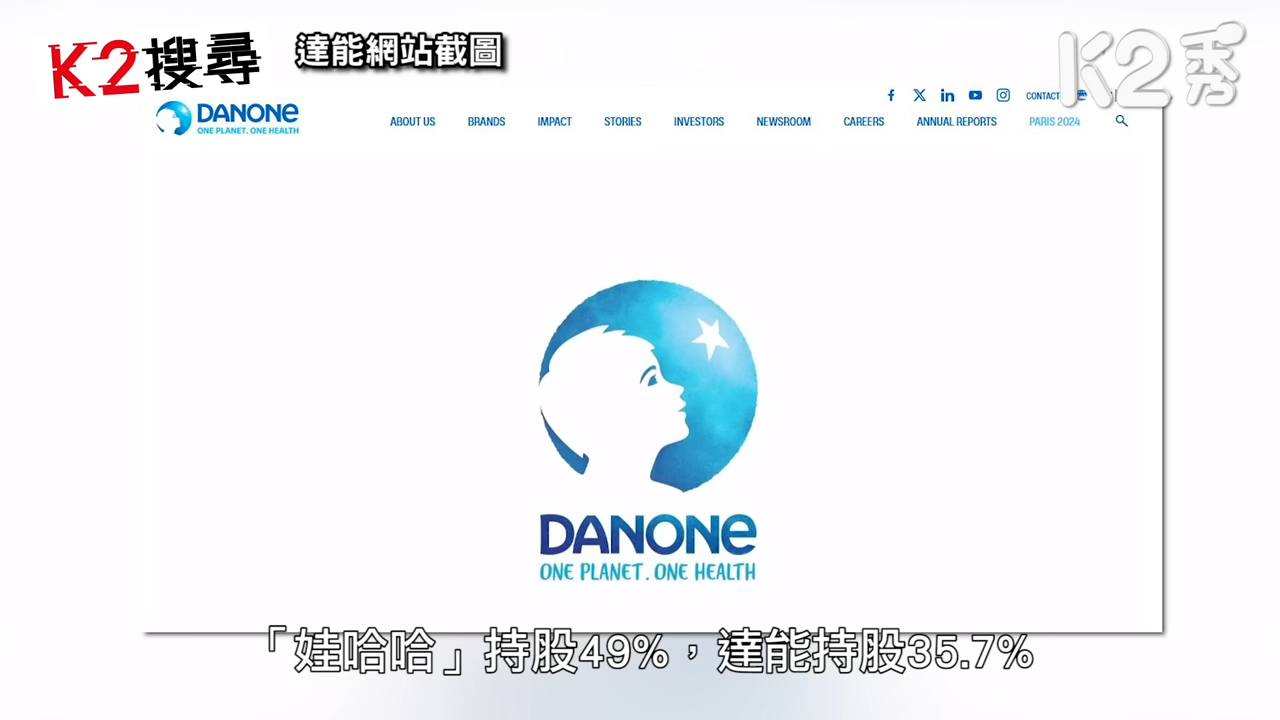 K2搜尋
達能網站截圖
K2秀
DANONE
ONE PLANET. ONE HEALTH
CONTACT
ABOUT US BRANDS IMPACT STORIES INVESTORS NEWSROOM CAREERS ANNUAL REPORTS PARIS 2024
DANONE
ONE PLANET. ONE HEALTH
「娃哈哈」持股49%，達能持股35.7%